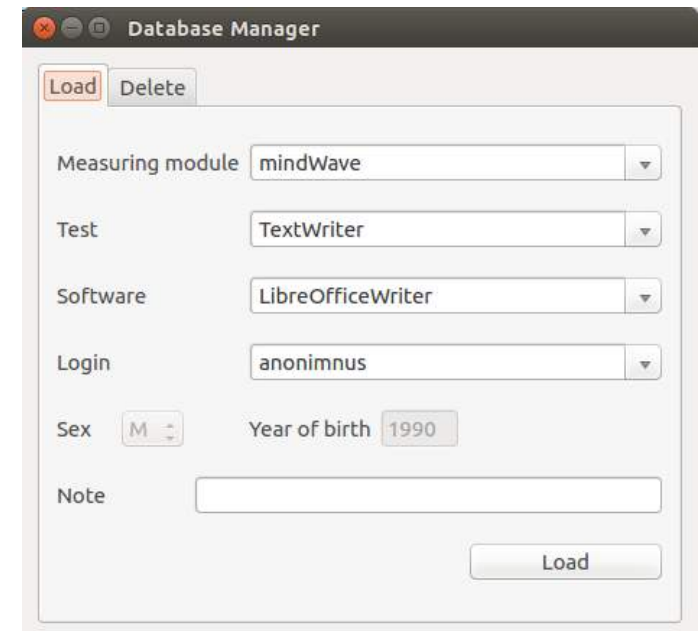 Database Manager
Load Delete
Measuring module mindWave
Test TextWriter
Software LibreOfficeWriter
Login anonimnus
Sex M Year of birth 1990
Note
Load